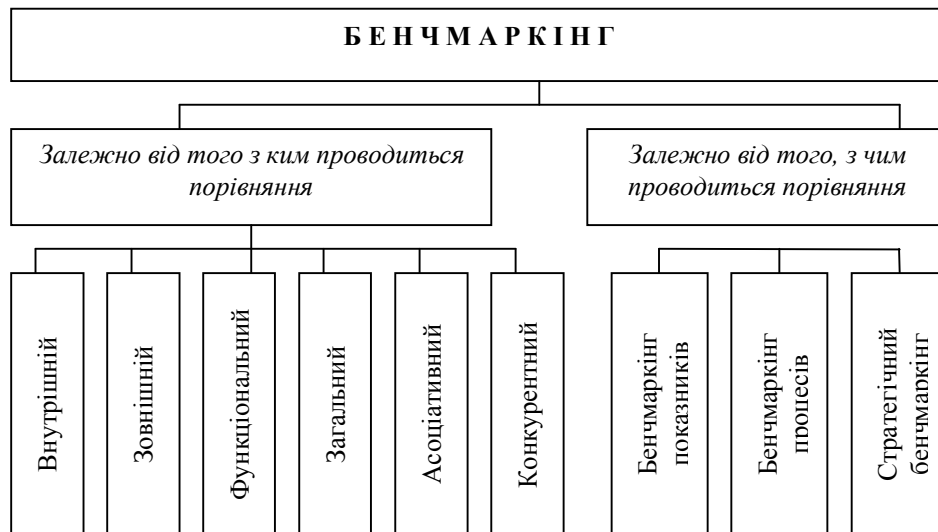 Б Е Н Ч М А Р К І Н Г
Залежно від того з ким проводиться
порівняння
Залежно від того, з чим
проводиться порівняння
Внутрішній
Зовнішній
Функціональний
Загальний
Асоціативний
Конкурентний
Бенчмаркінг
показників
Бенчмаркінг
процесів
Стратегічний
бенчмаркінг